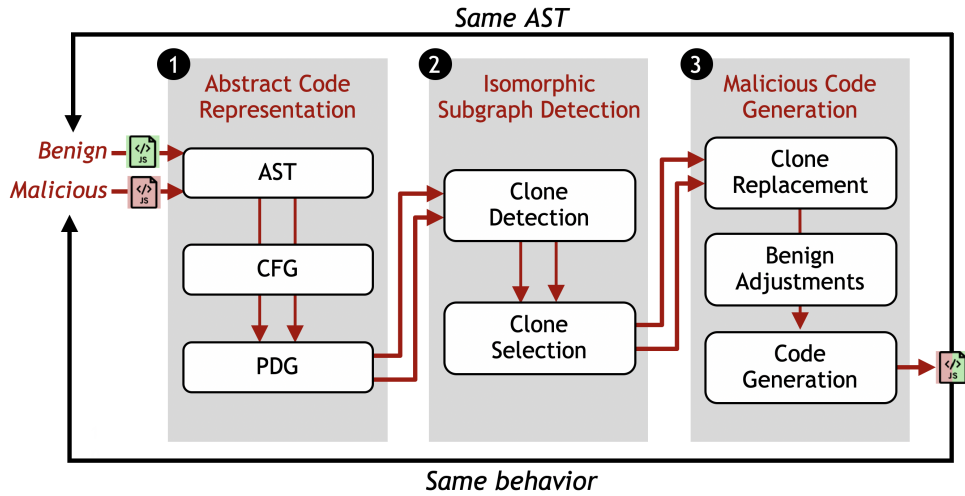 Same AST
1
Abstract Code
Representation
2
Isomorphic
Subgraph Detection
3
Malicious Code
Generation
Benign
</>
JS
Malicious
</>
JS
AST
CFG
PDG
Clone
Detection
Clone
Selection
Clone
Replacement
Benign
Adjustments
Code
Generation
</>
JS
Same behavior